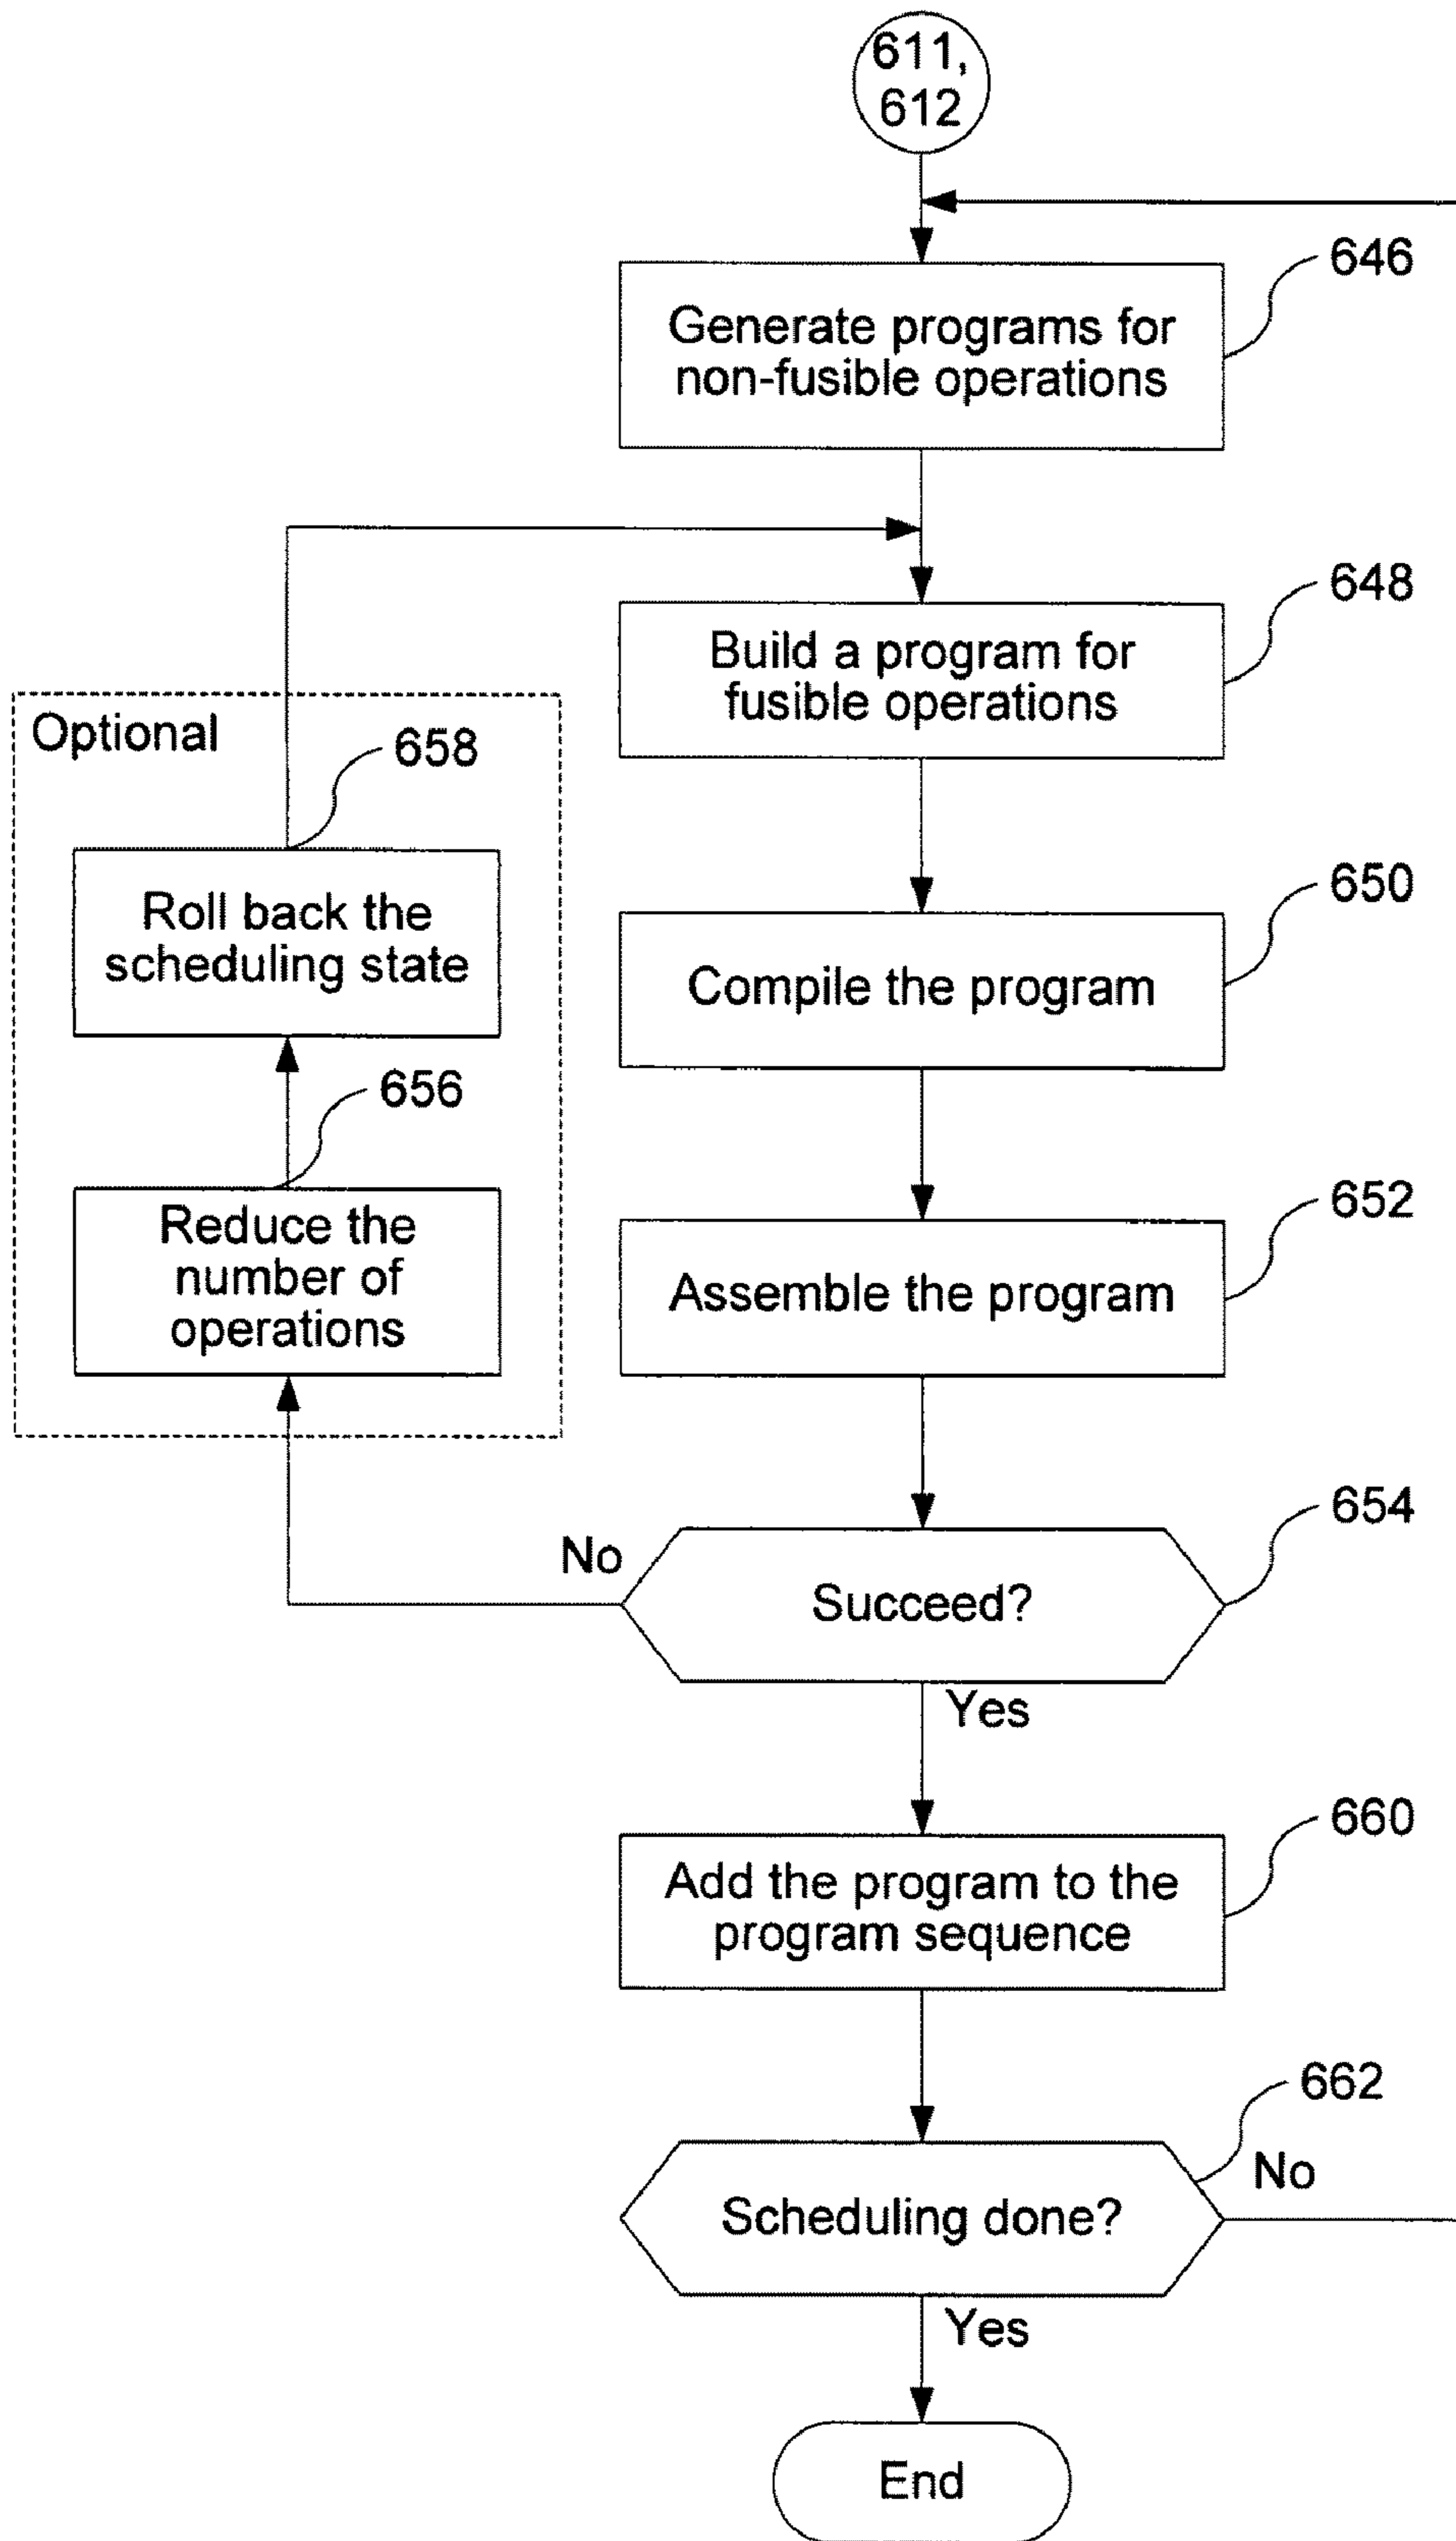 611,
612
646
Generate programs for
non-fusible operations
648
Build a program for
fusible operations
Optional
658
Roll back the
scheduling state
650
Compile the program
656
Reduce the
number of
operations
652
Assemble the program
654
No
Succeed?
Yes
660
Add the program to the
program sequence
662
No
Scheduling done?
Yes
End